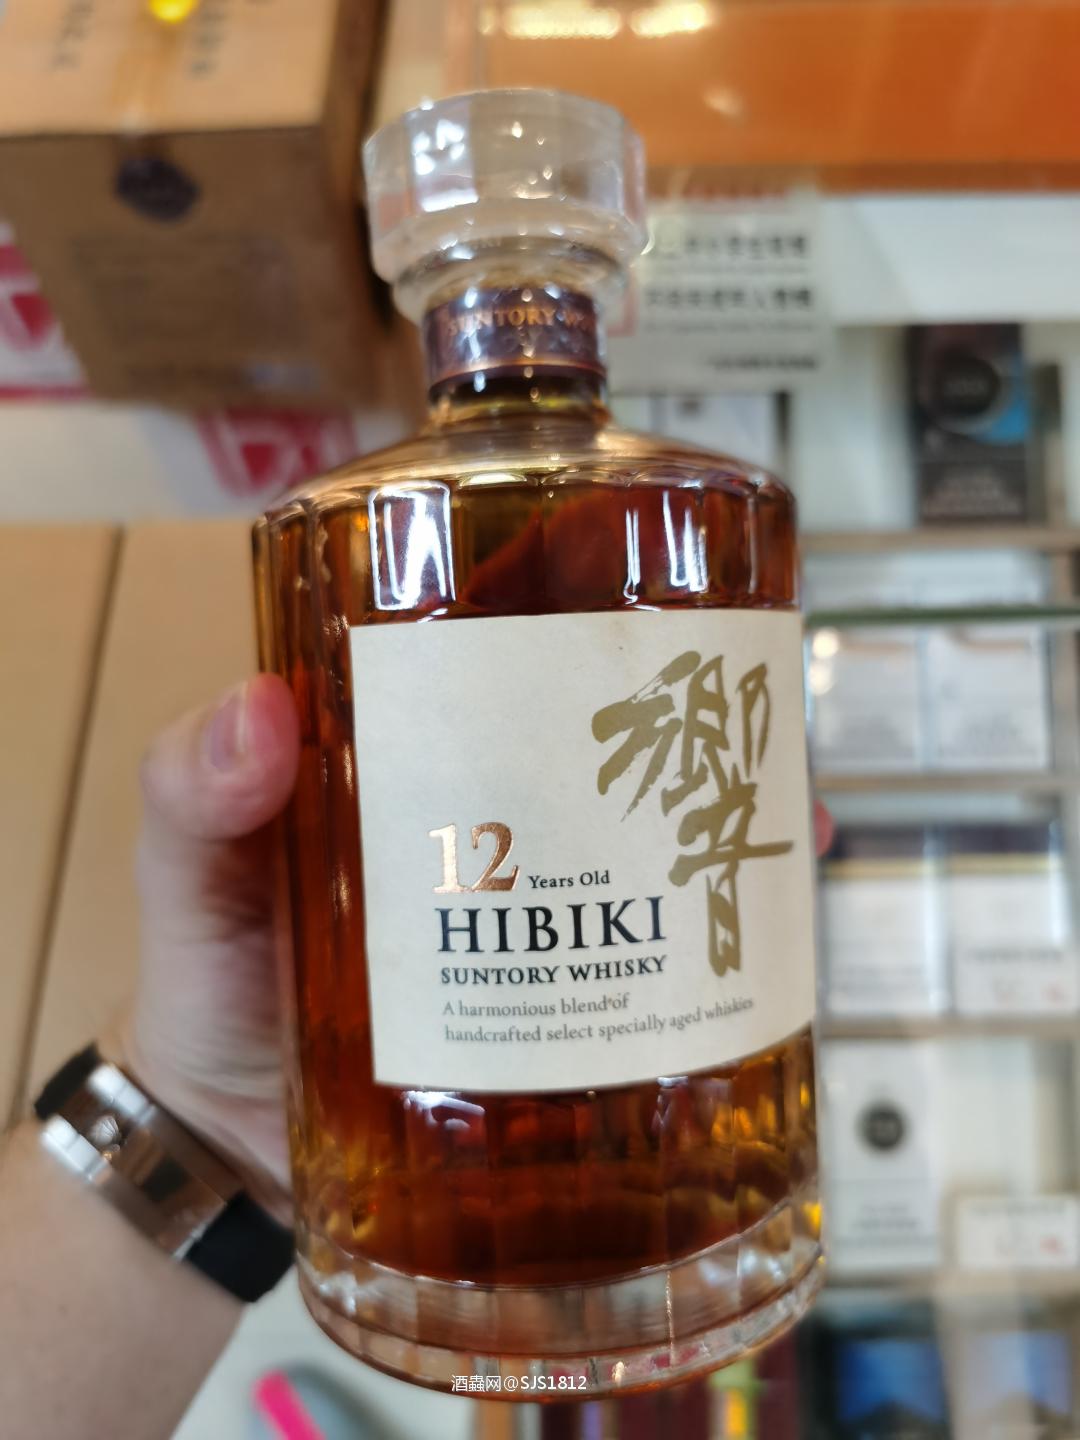 SUNTORY
響
12 Years Old
HIBIKI
SUNTORY WHISKY
A harmonious blend of
handcrafted select specially aged whiskies
酒蟲网@SJS1812